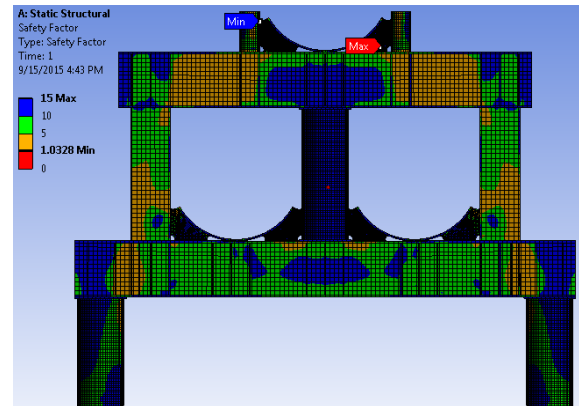 A: Static Structural
Safety Factor
Type: Safety Factor
Time: 1
9/15/2015 4:43 PM
15 Max
10
5
1.0328 Min
0
Min
Max